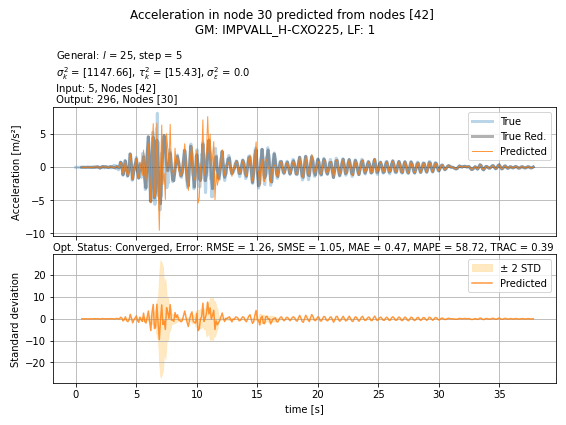 Acceleration in node 30 predicted from nodes [42]
GM: IMPVALL_H-CXO225, LF: 1
General: l = 25, step = 5
σ²k = [1147.66], τ²k = [15.43], σ²ε = 0.0
Input: 5, Nodes [42]
Output: 296, Nodes [30]
Acceleration [m/s²]
5
0
−5
−10
True
True Red.
Predicted
Opt. Status: Converged, Error: RMSE = 1.26, SMSE = 1.05, MAE = 0.47, MAPE = 58.72, TRAC = 0.39
Standard deviation
20
10
0
−10
−20
± 2 STD
Predicted
0 5 10 15 20 25 30 35
time [s]